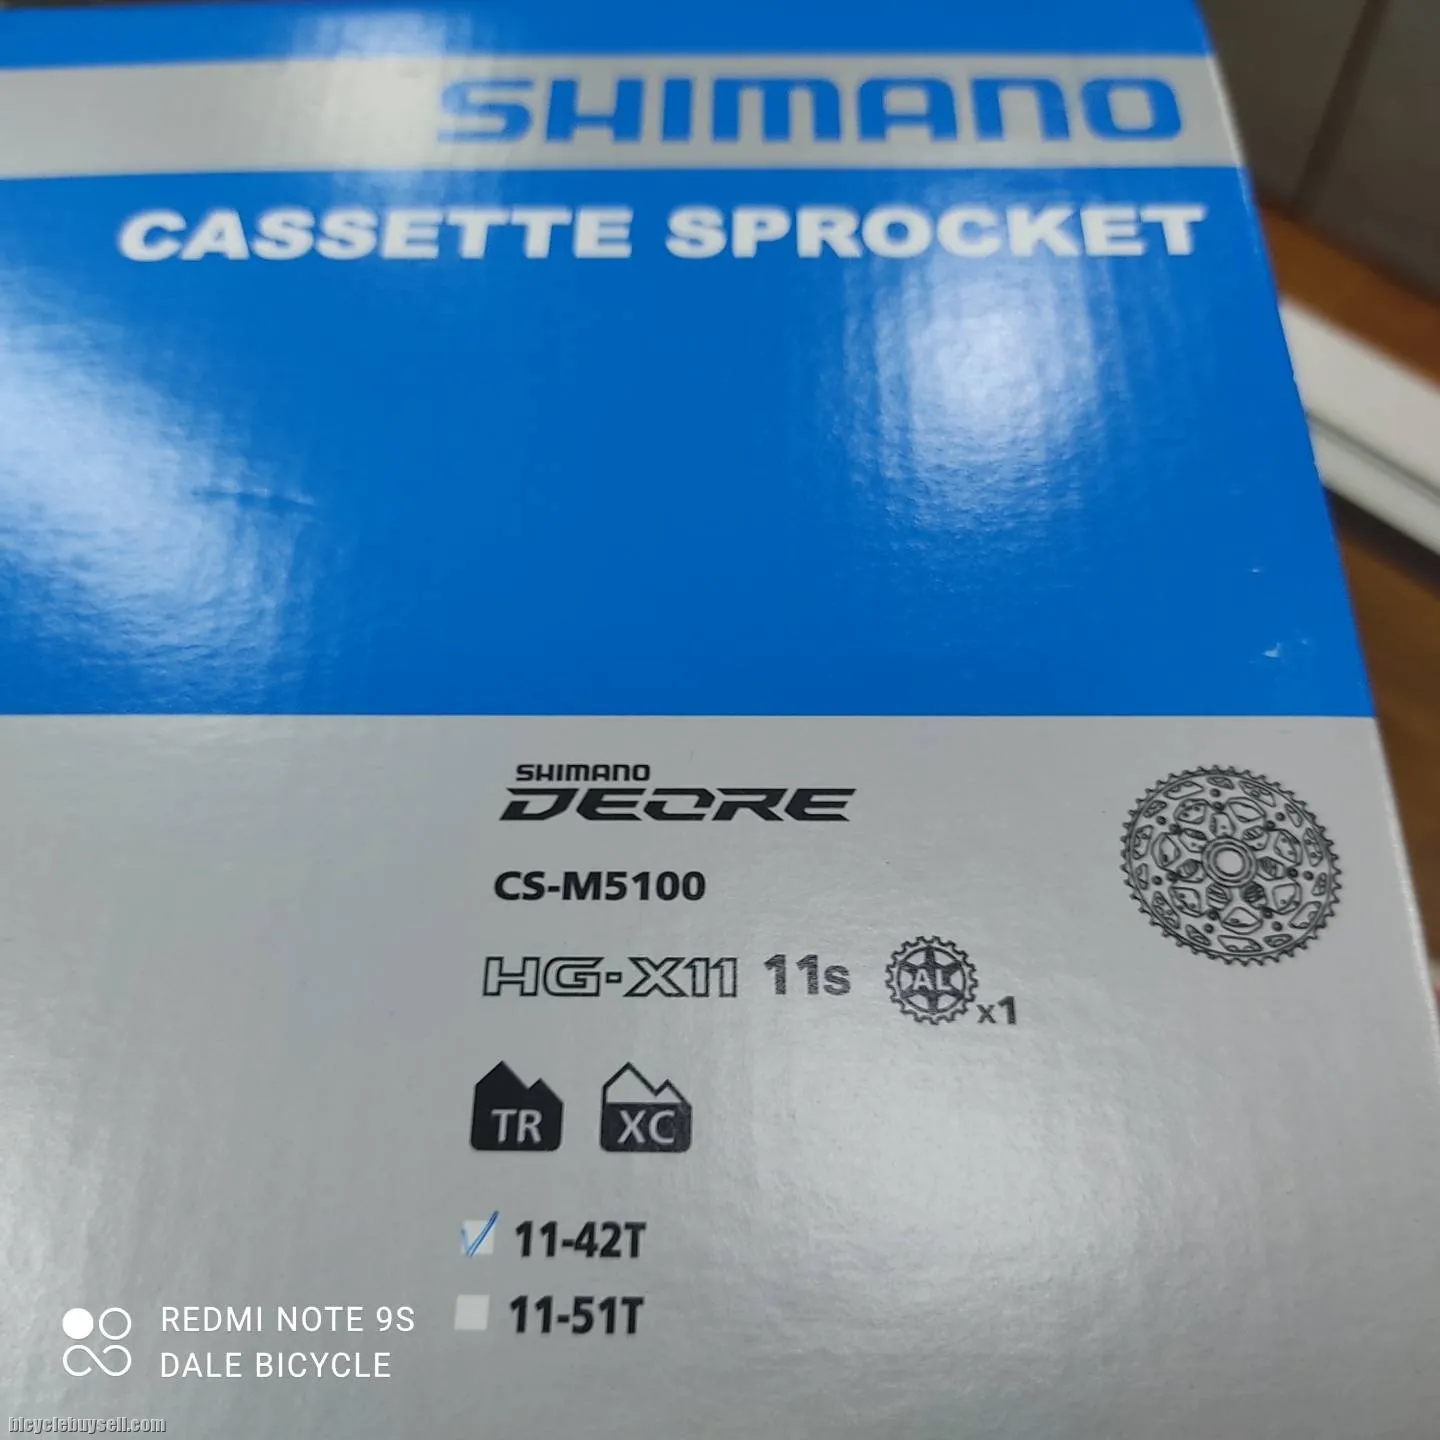 SHIMANO
CASSETTE SPROCKET
SHIMANO
DEORE
CS-M5100
HG-X11 11s AL x1
TR XC
11-42T
11-51T
REDMI NOTE 9S
DALE BICYCLE
bicyclebuysell.com